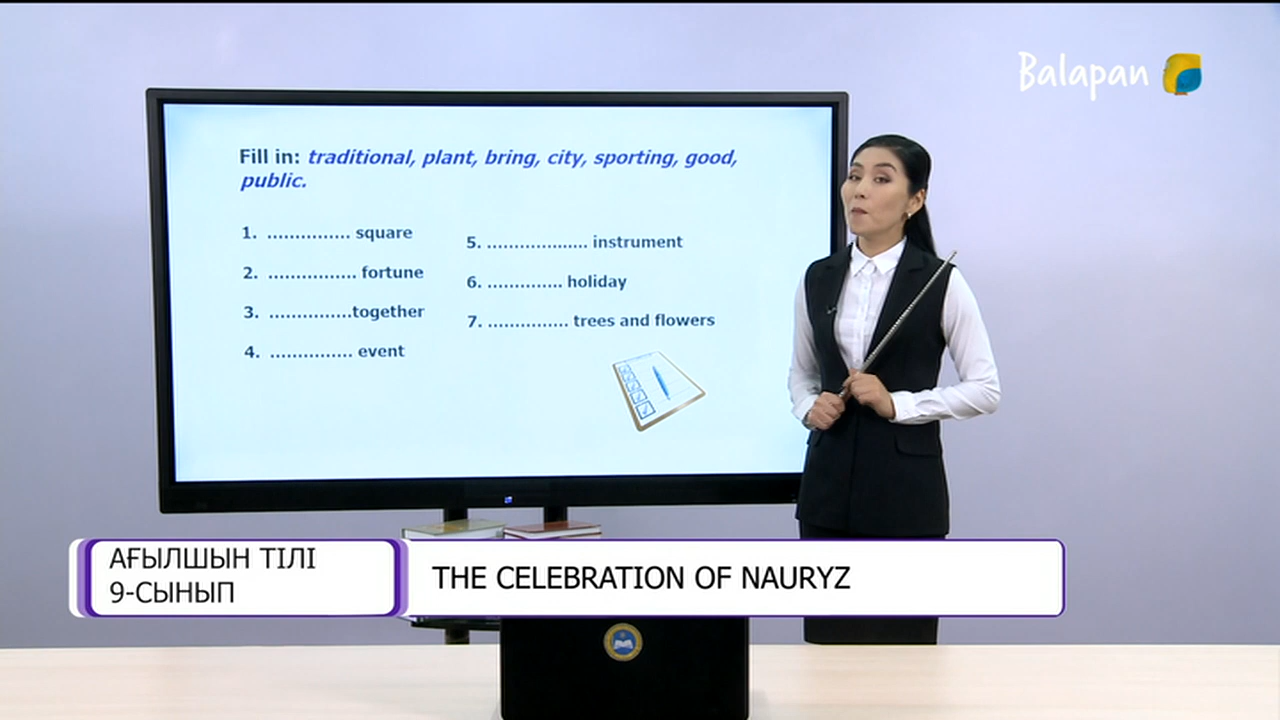 Balapan
Fill in: traditional, plant, bring, city, sporting, good,
public.
1. ............... square
2. ................ fortune
3. ...............together
4. ............... event
5. .................. instrument
6. .............. holiday
7. ............... trees and flowers
АҒЫЛШЫН ТІЛІ
9-СЫНЫП
THE CELEBRATION OF NAURYZ